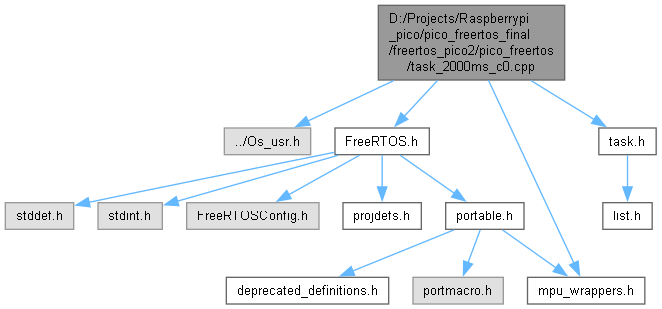 D:/Projects/Raspberrypi
_pico/pico_freertos_final
/freertos_pico2/pico_freertos
/task_2000ms_c0.cpp
../Os_usr.h
FreeRTOS.h
task.h
stddef.h
stdint.h
FreeRTOSConfig.h
projdefs.h
portable.h
list.h
deprecated_definitions.h
portmacro.h
mpu_wrappers.h